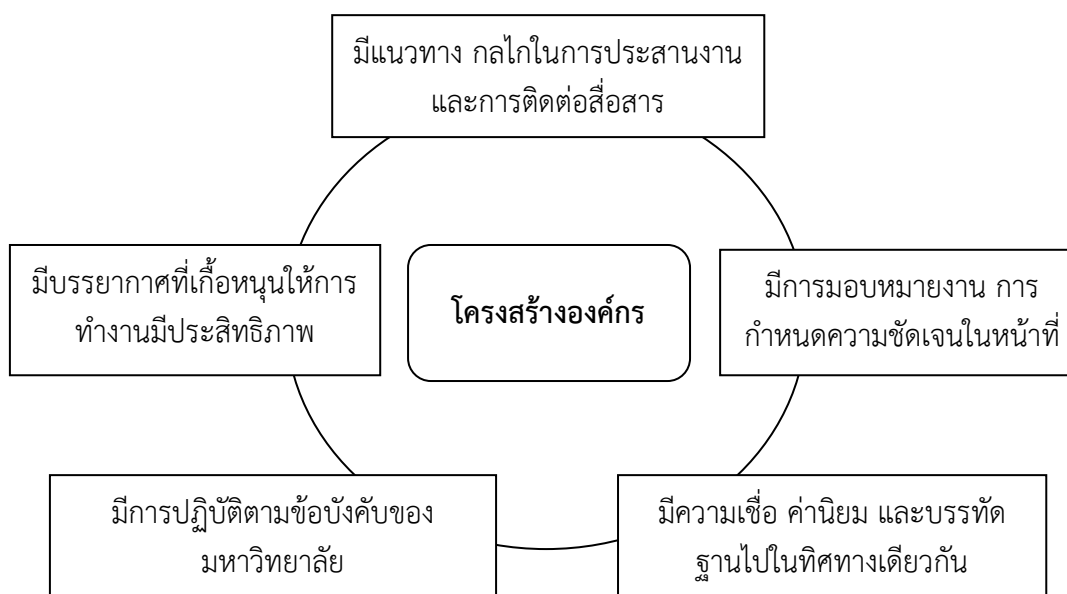 มีแนวทาง กลไกในการประสานงาน
และการติดต่อสื่อสาร
มีบรรยากาศที่เกื้อหนุนให้การ
ทำงานมีประสิทธิภาพ
โครงสร้างองค์กร
มีการมอบหมายงาน การ
กำหนดความชัดเจนในหน้าที่
มีการปฏิบัติตามข้อบังคับของ
มหาวิทยาลัย
มีความเชื่อ ค่านิยม และบรรทัด
ฐานไปในทิศทางเดียวกัน